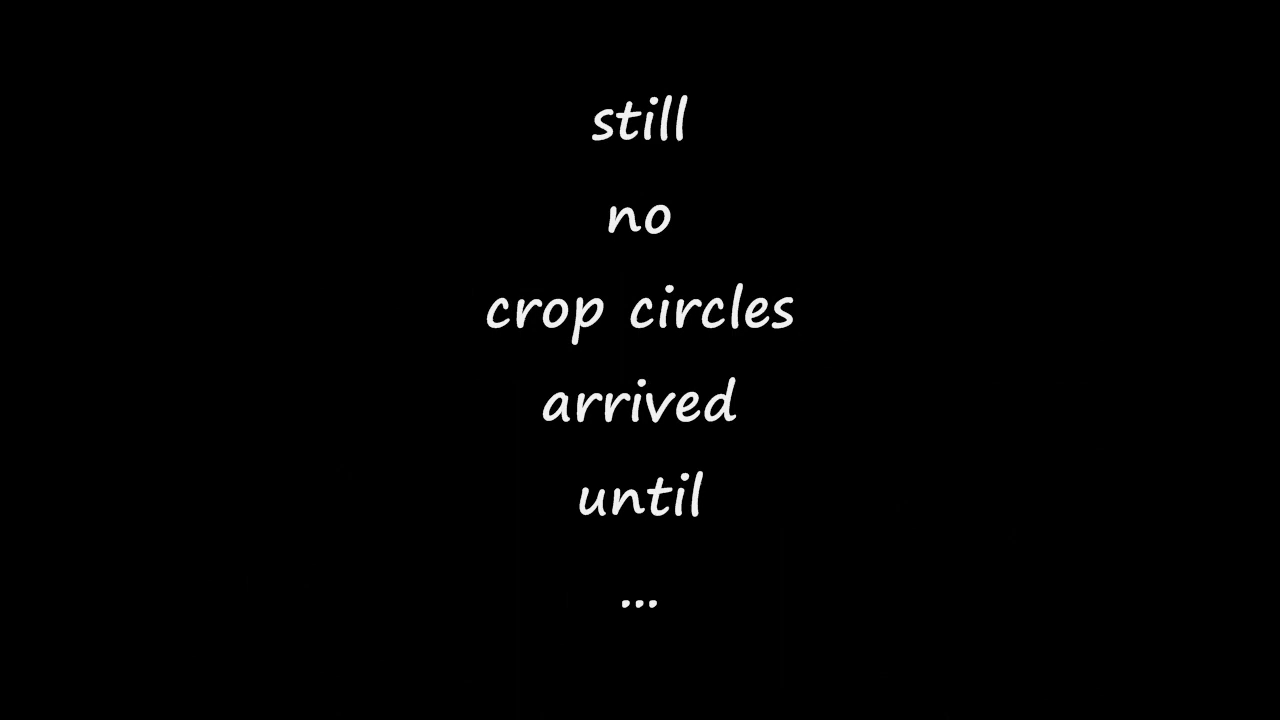 still
no
crop circles
arrived
until
...